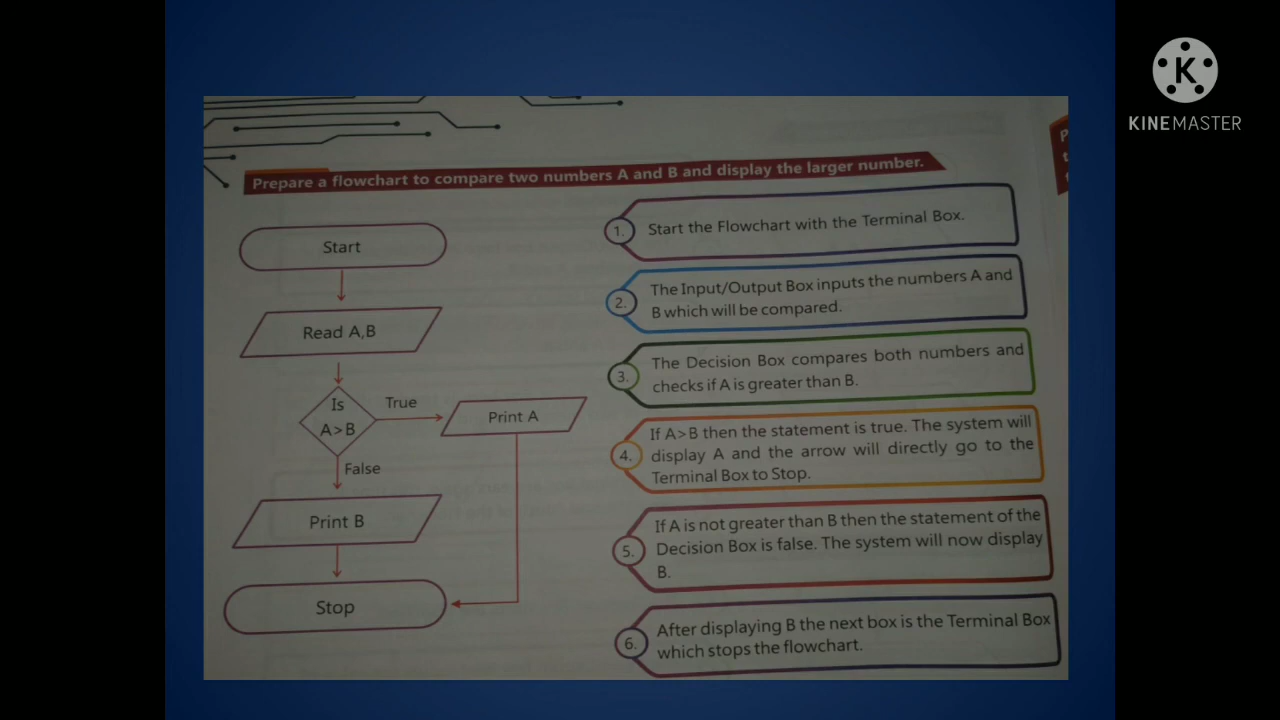 KINEMASTER
Prepare a flowchart to compare two numbers A and B and display the larger number.
Start
Read A,B
Is
A>B
True
Print A
False
Print B
Stop
1. Start the Flowchart with the Terminal Box.
2. The Input/Output Box inputs the numbers A and
B which will be compared.
3. The Decision Box compares both numbers and
checks if A is greater than B.
4. If A>B then the statement is true. The system will
display A and the arrow will directly go to the
Terminal Box to Stop.
5. If A is not greater than B then the statement of the
Decision Box is false. The system will now display
B.
6. After displaying B the next box is the Terminal Box
which stops the flowchart.